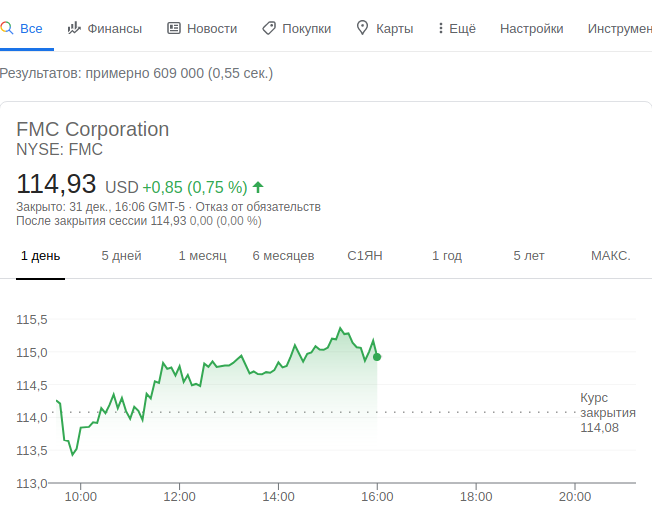 Все Финансы Новости Покупки Карты Ещё Настройки Инструмен
Результатов: примерно 609 000 (0,55 сек.)
FMC Corporation
NYSE: FMC
114,93 USD +0,85 (0,75 %)
Закрыто: 31 дек., 16:06 GMT-5 · Отказ от обязательств
После закрытия сессии 114,93 0,00 (0,00 %)
1 день 5 дней 1 месяц 6 месяцев С1ЯН 1 год 5 лет МАКС.
115,5
115,0
114,5
114,0
113,5
113,0
Курс
закрытия
114,08
10:00 12:00 14:00 16:00 18:00 20:00